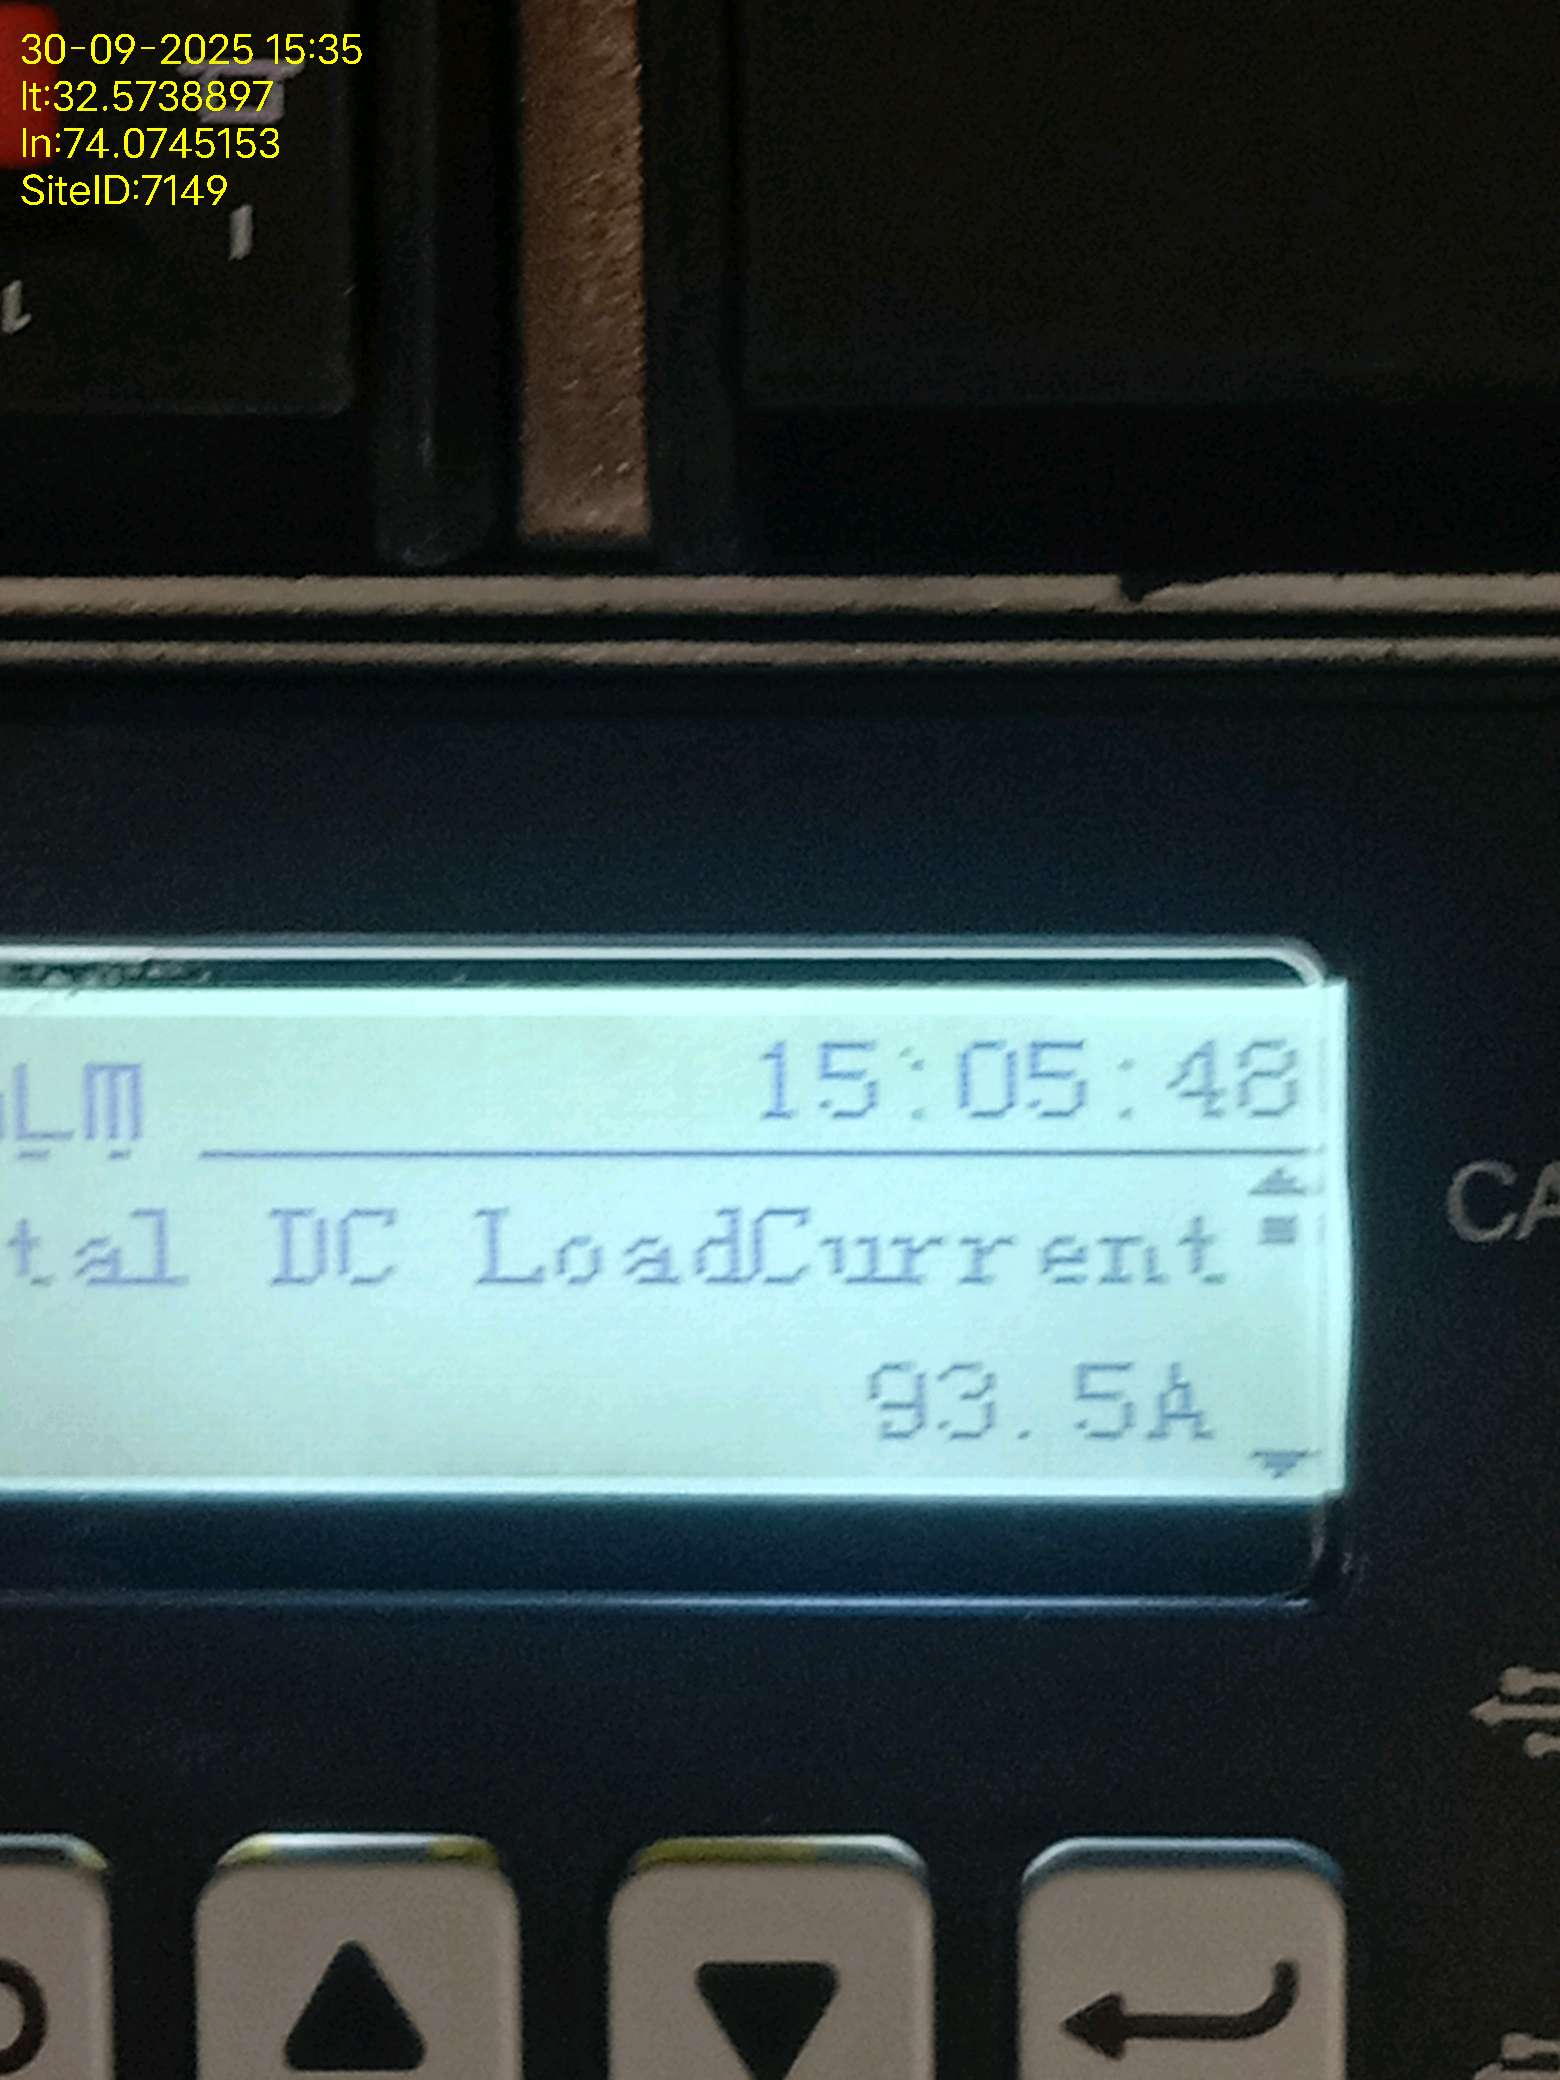 30-09-2025 15:35
lt:32.5738897
ln:74.0745153
SiteID:7149
15:05:48
tal DC LoadCurrent
93.5A
CA